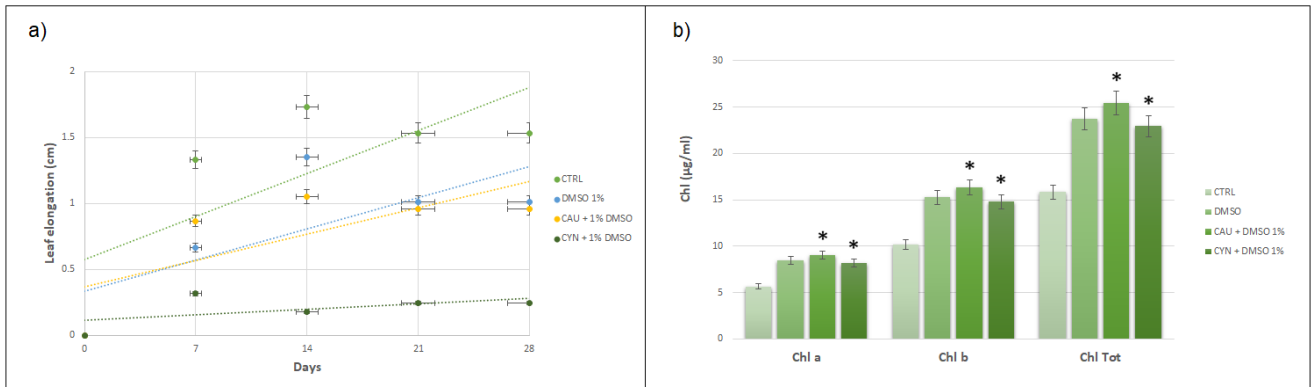 a)
2
1.5
1
0.5
0
Leaf elongation (cm)
0 7 14 21 28
Days
CTRL
DMSO 1%
CAU + 1% DMSO
CYN + 1% DMSO
b)
30
25
20
15
10
5
0
Chl (µg/ml)
* * * * * *
Chl a Chl b Chl Tot
CTRL
DMSO
CAU + DMSO 1%
CYN + DMSO 1%